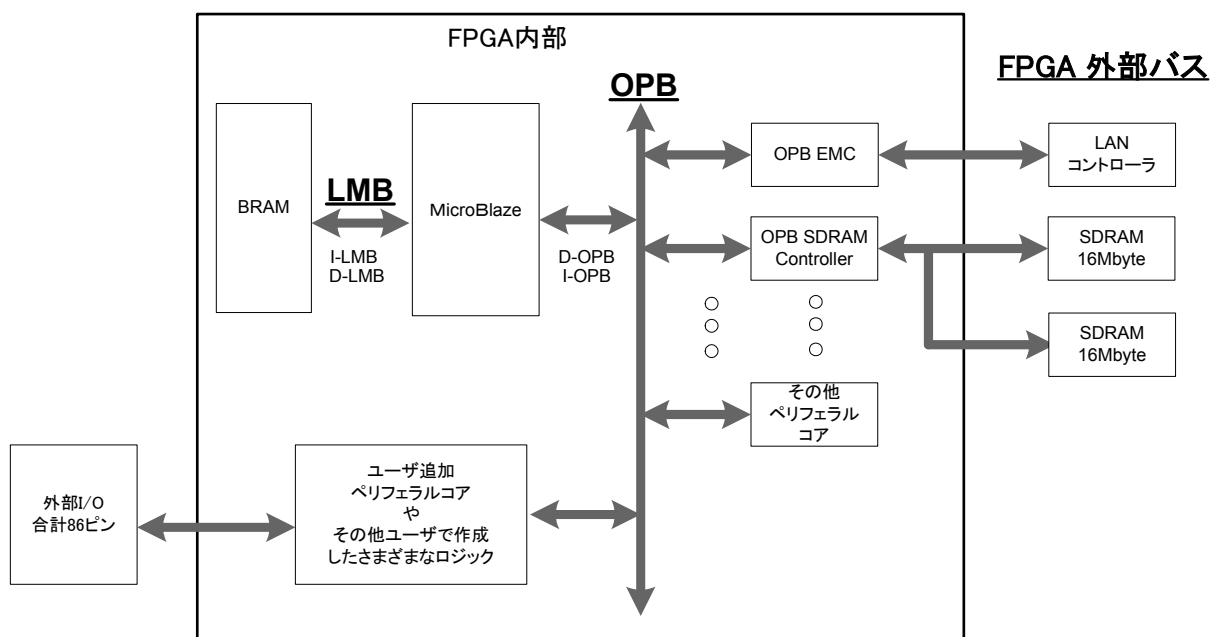 FPGA内部
FPGA 外部バス
OPB
BRAM
LMB
I-LMB
D-LMB
MicroBlaze
D-OPB
I-OPB
OPB EMC
LAN
コントローラ
OPB SDRAM
Controller
SDRAM
16Mbyte
SDRAM
16Mbyte
その他
ペリフェラル
コア
外部I/O
合計86ピン
ユーザ追加
ペリフェラルコア
や
その他ユーザで作成
したさまざまなロジック